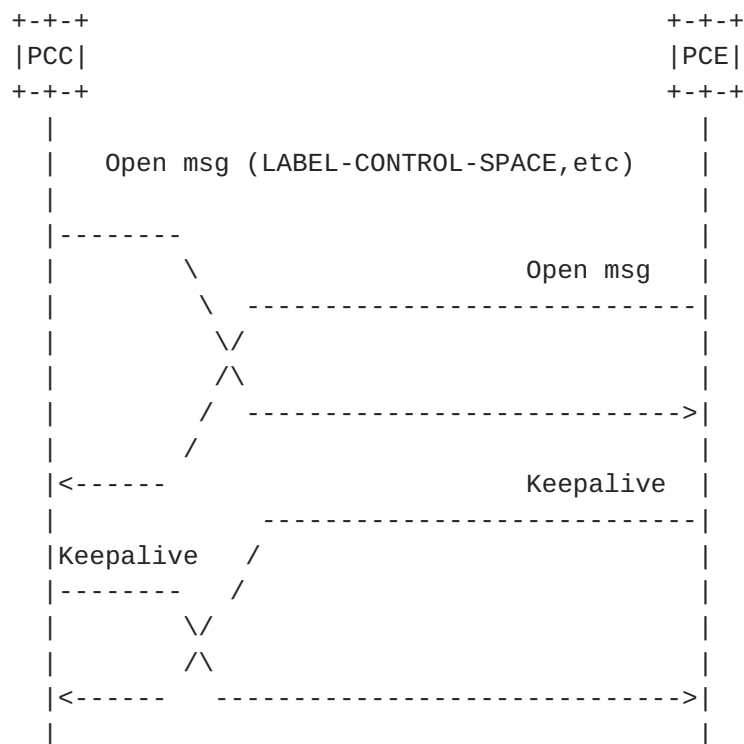 +-+-+ +-+-+
|PCC| |PCE|
+-+-+ +-+-+
| |
| Open msg (LABEL-CONTROL-SPACE,etc) |
| |
|-------- |
| \ Open msg |
| \ -----------------------------|
| \/ |
| /\ |
| / ---------------------------->|
| / |
|<------ Keepalive |
| ----------------------------|
|Keepalive / |
|-------- / |
| \/ |
| /\ |
|<------ ------------------------------>|
| |